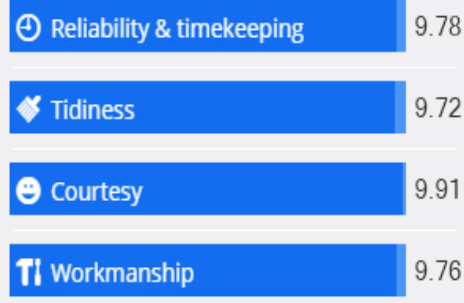 Reliability & timekeeping 9.78
Tidiness 9.72
Courtesy 9.91
Workmanship 9.76